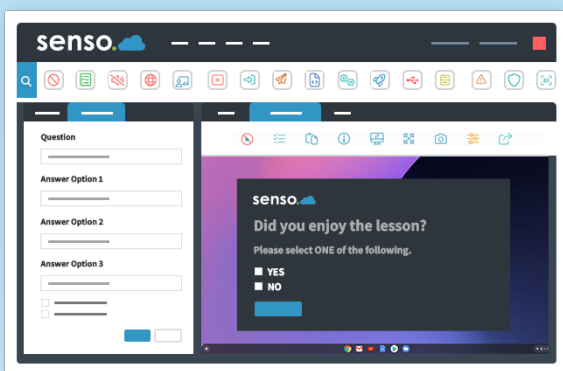 senso.
Question
Answer Option 1
Answer Option 2
Answer Option 3
senso.
Did you enjoy the lesson?
Please select ONE of the following.
YES
NO